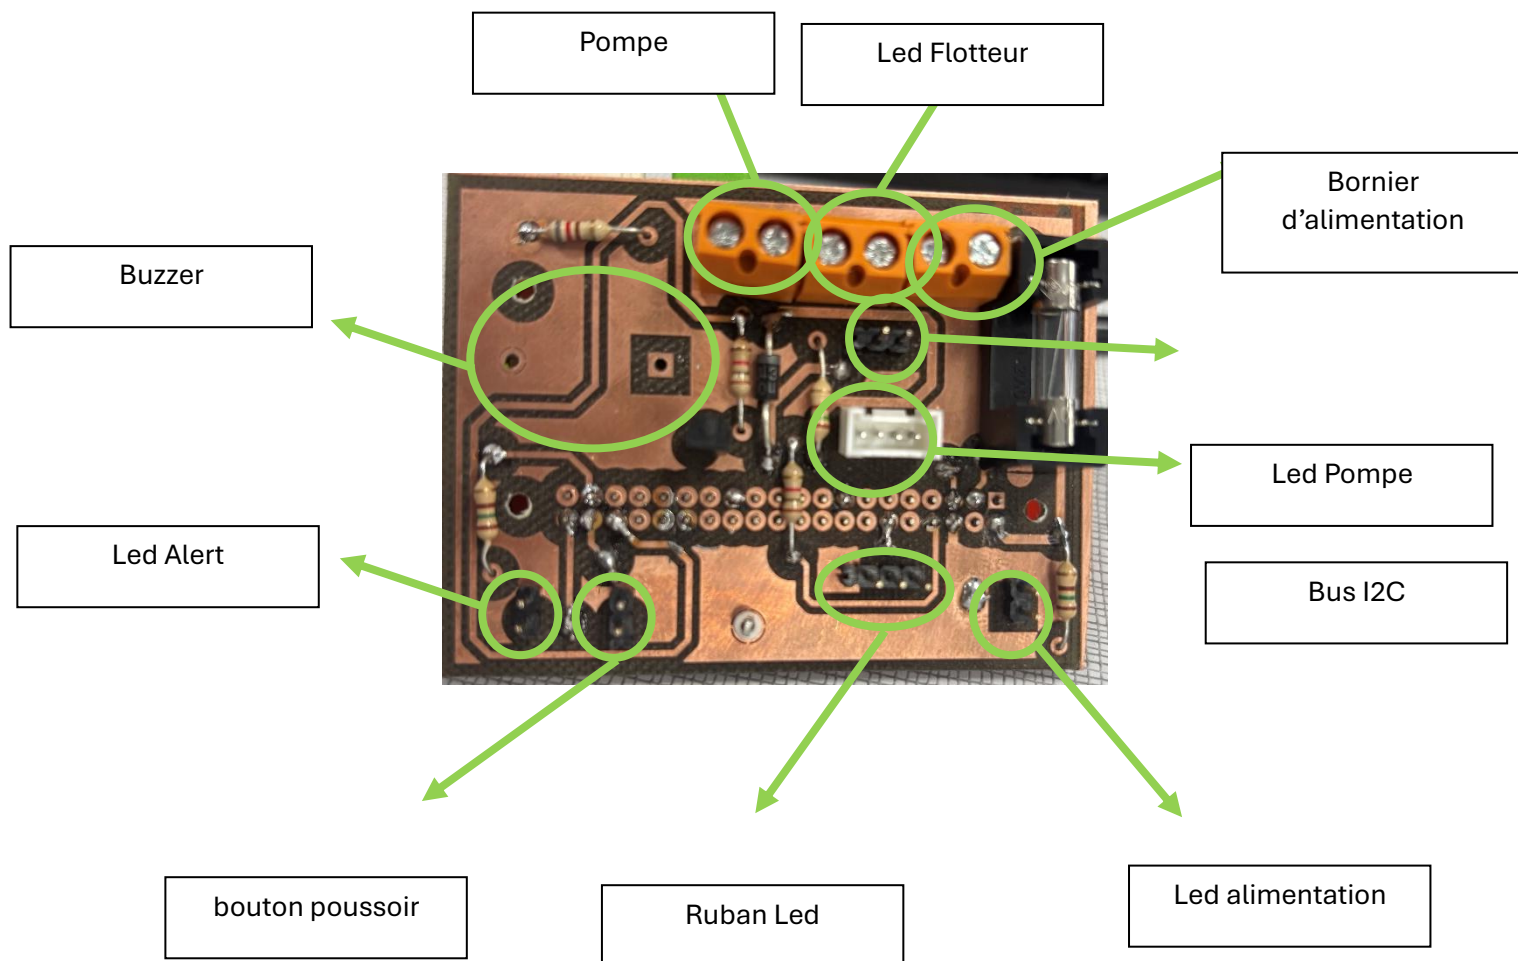 Pompe
Led Flotteur
Bornier
d’alimentation
Buzzer
Led Pompe
Led Alert
Bus I2C
bouton poussoir
Ruban Led
Led alimentation